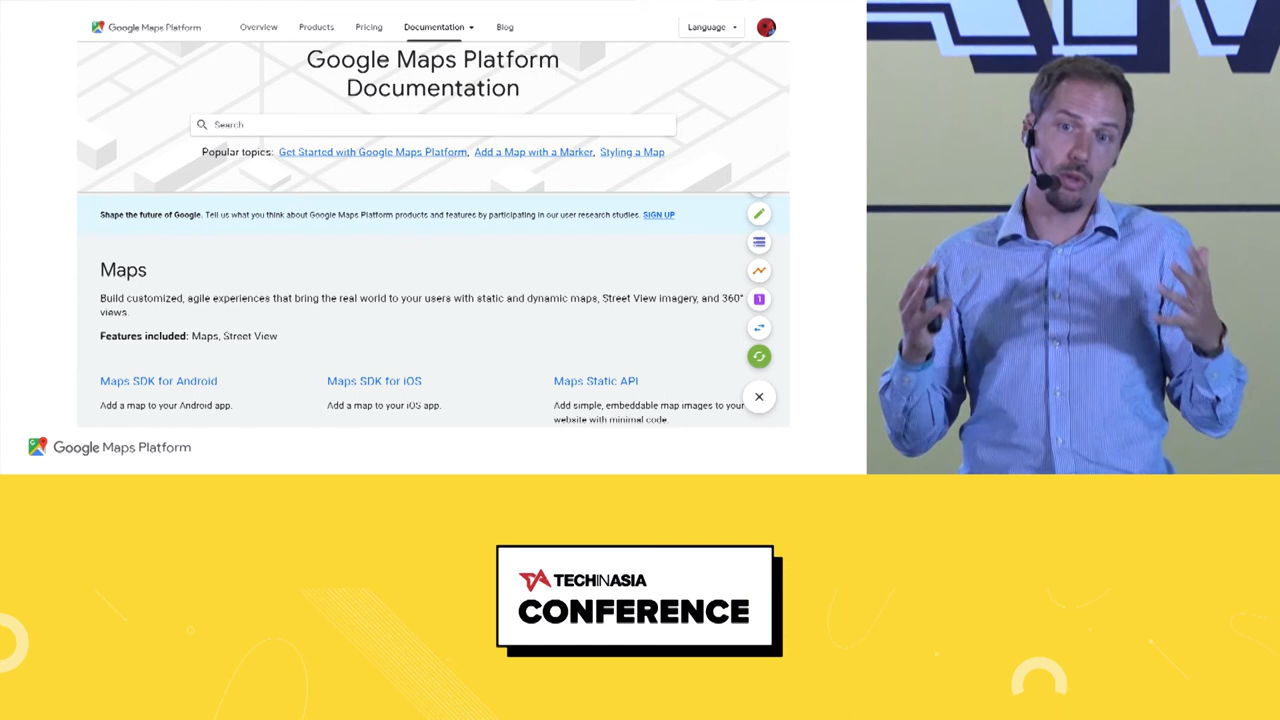 Google Maps Platform
Overview
Products
Pricing
Documentation
Blog
Language
Google Maps Platform
Documentation
Search
Popular topics: Get Started with Google Maps Platform, Add a Map with a Marker, Styling a Map
Shape the future of Google. Tell us what you think about Google Maps Platform products and features by participating in our user research studies. SIGN UP
Maps
Build customized, agile experiences that bring the real world to your users with static and dynamic maps, Street View imagery, and 360°
views.
Features included: Maps, Street View
Maps SDK for Android
Add a map to your Android app.
Maps SDK for iOS
Add a map to your iOS app.
Maps Static API
Add simple, embeddable map images to your
website with minimal code.
Google Maps Platform
TECHINASIA
CONFERENCE